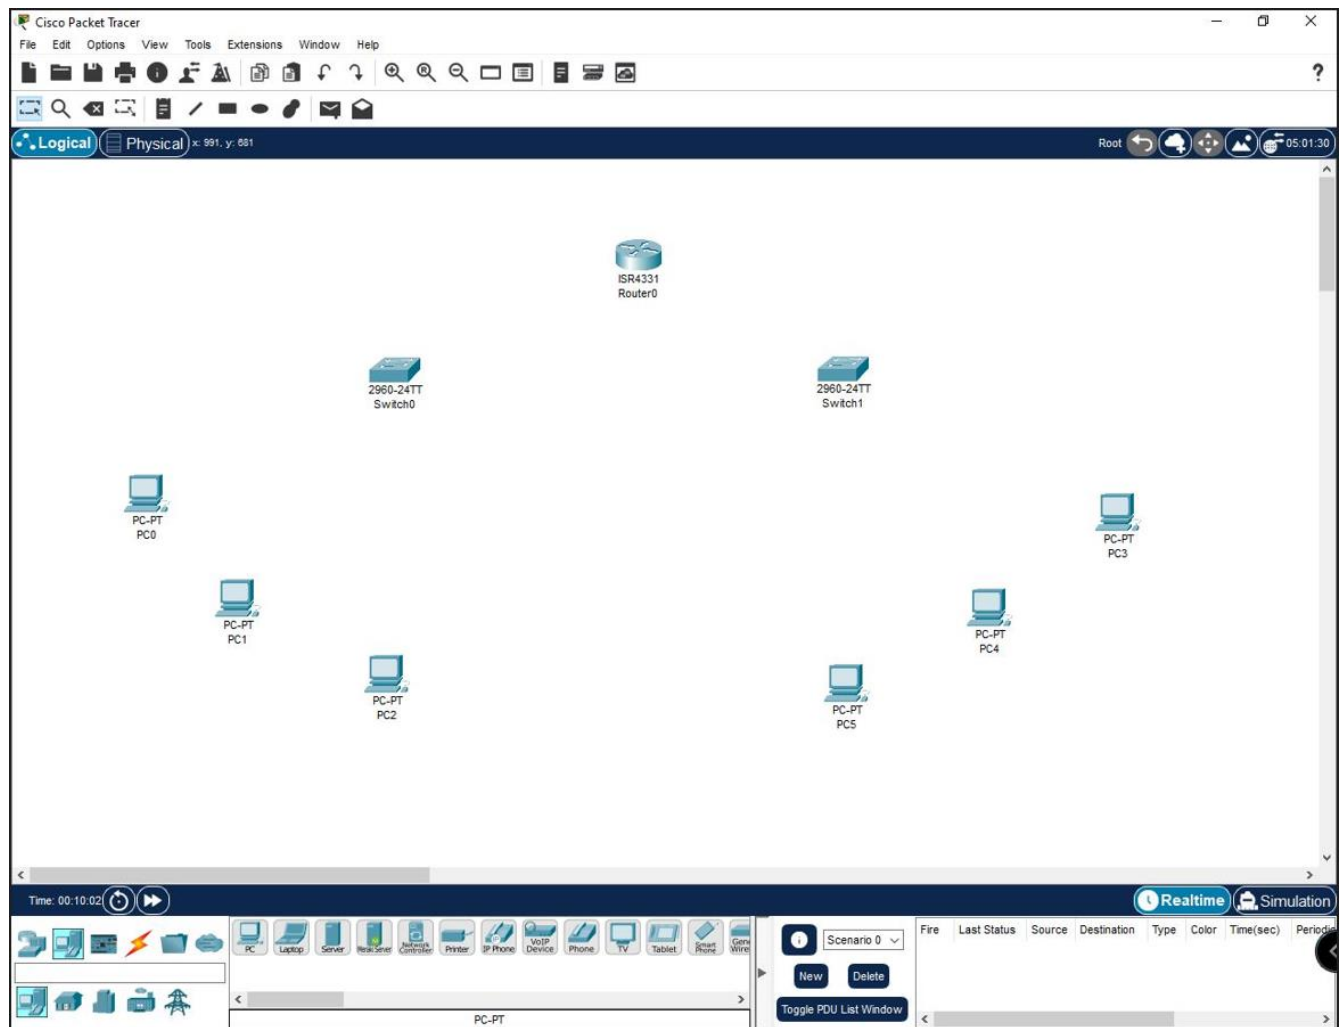 Cisco Packet Tracer
File Edit Options View Tools Extensions Window Help
?
Logical Physical x: 991, y: 681 Root 05:01:30
ISR4331
Router0
2960-24TT
Switch0
2960-24TT
Switch1
PC-PT
PC0
PC-PT
PC3
PC-PT
PC1
PC-PT
PC4
PC-PT
PC2
PC-PT
PC5
Time: 00:10:02 Realtime Simulation
PC Laptop Server Meraki Server Network Controller Printer IP Phone VoIP Device Phone TV Tablet Smart Phone
Scenario 0
New Delete
Toggle PDU List Window
Fire Last Status Source Destination Type Color Time(sec)
PC-PT